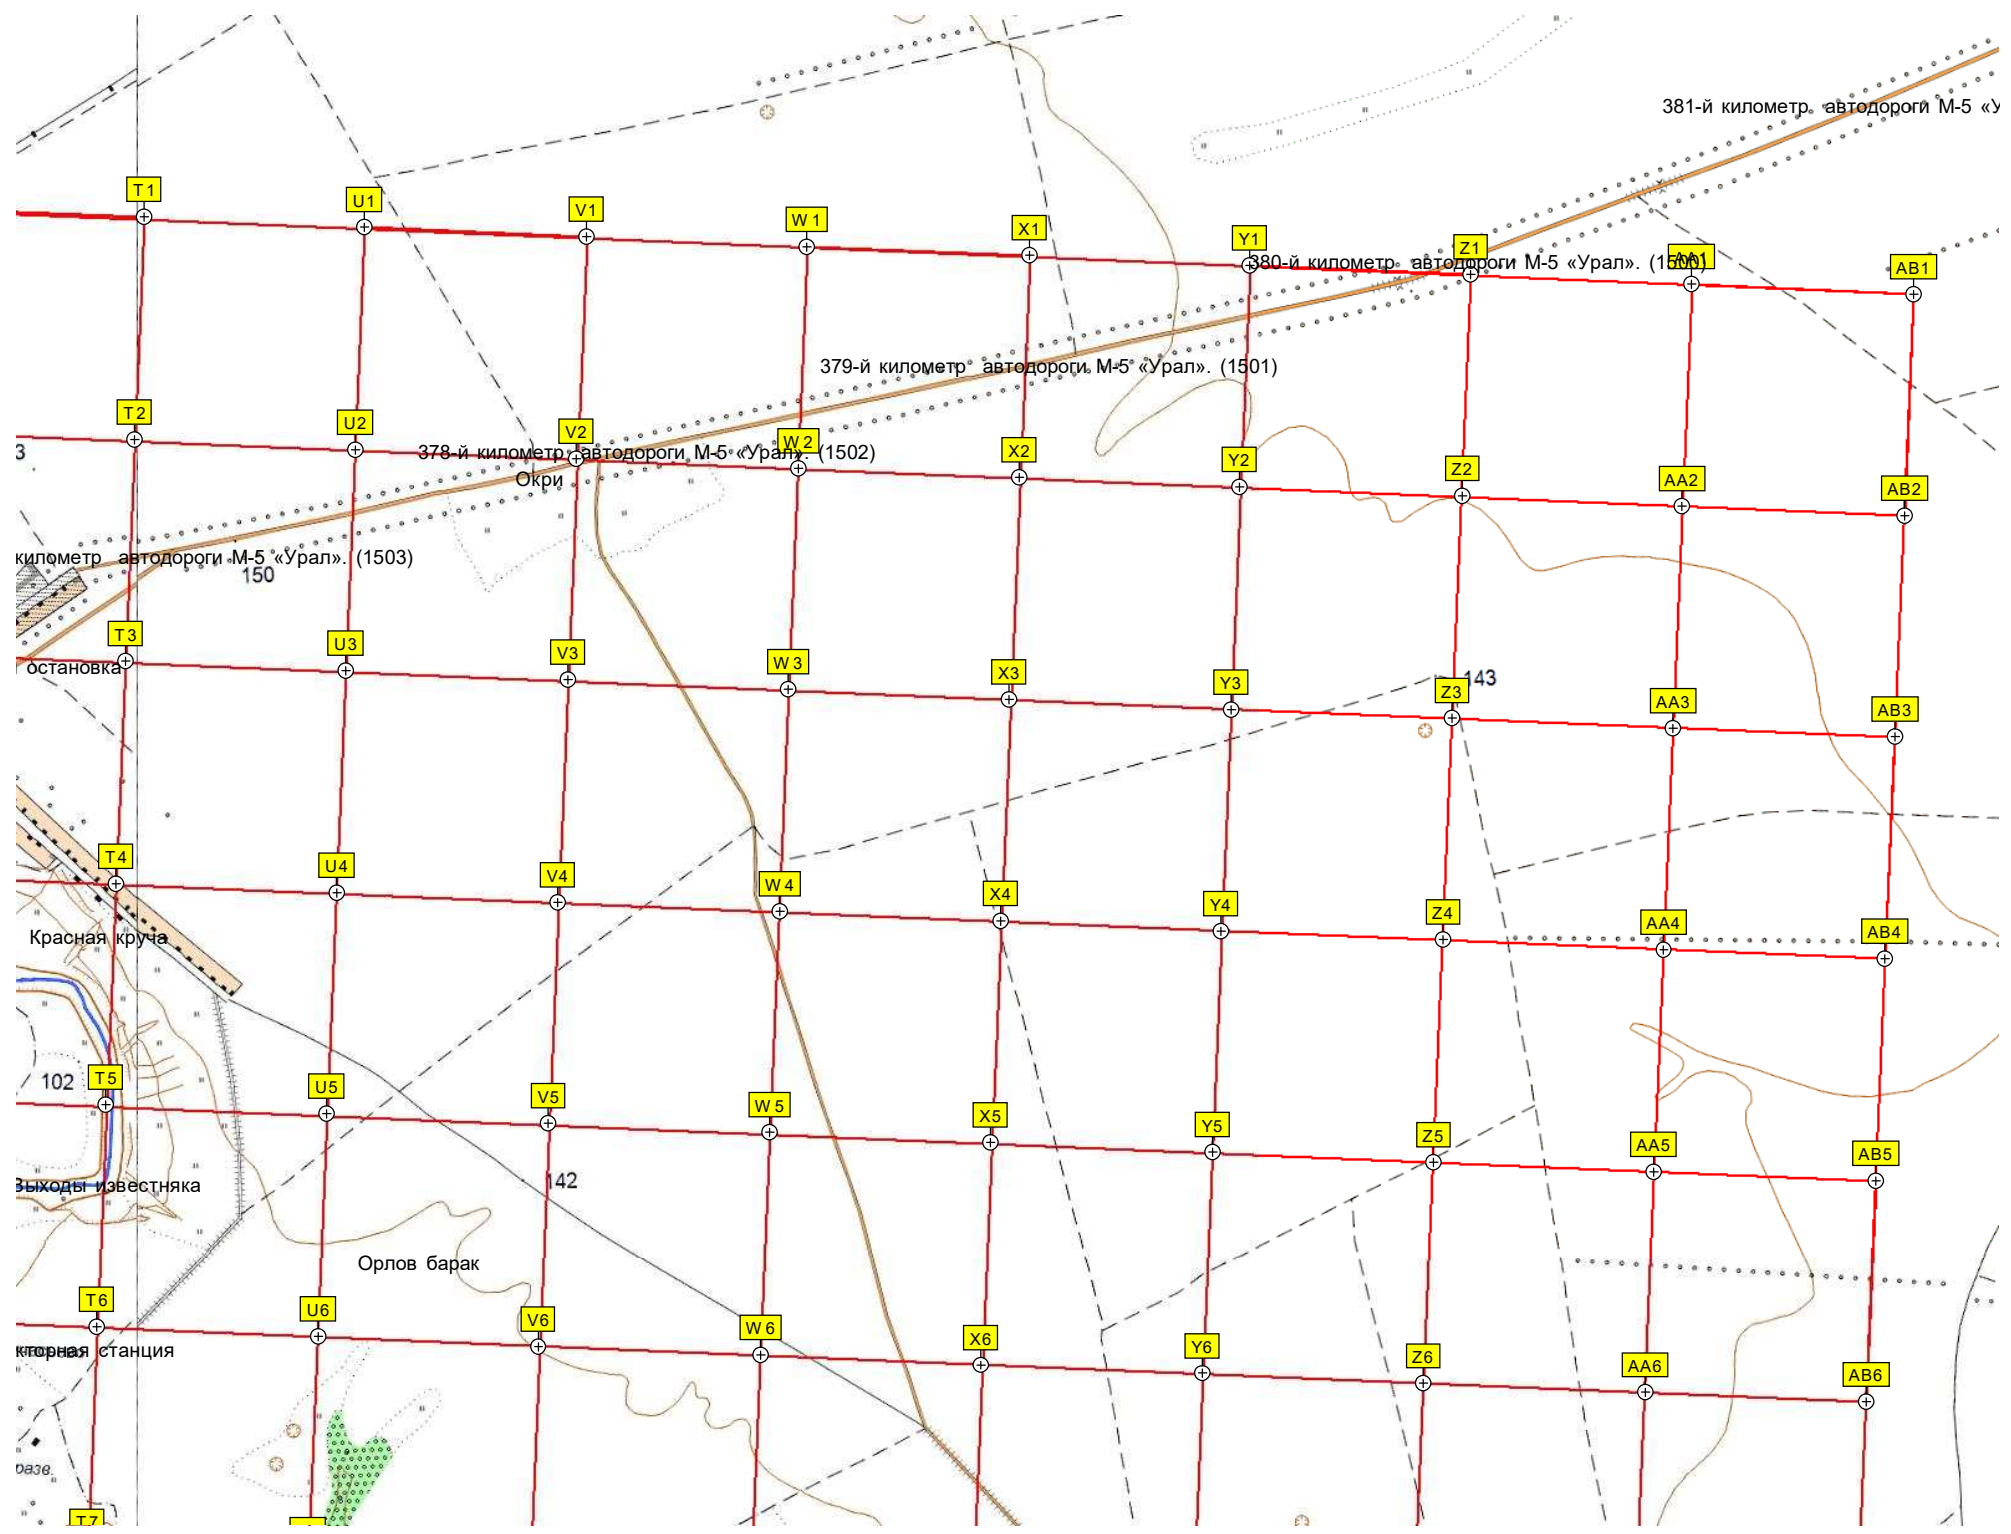 381-й километр автодороги М-5 «У
T1
U1
V1
W1
X1
Y1
Z1
AA1
AB1
380-й километр автодороги М-5 «Урал». (1500)
379-й километр автодороги М-5 «Урал». (1501)
T2
U2
V2
W2
X2
Y2
Z2
AA2
AB2
3
378-й километр автодороги М-5 «Урал». (1502)
Окри
километр автодороги М-5 «Урал». (1503)
150
T3
U3
V3
W3
X3
Y3
Z3
AA3
AB3
остановка
143
T4
U4
V4
W4
X4
Y4
Z4
AA4
AB4
Красная круча
102
T5
U5
V5
W5
X5
Y5
Z5
AA5
AB5
Выходы известняка
142
Орлов барак
T6
U6
V6
W6
X6
Y6
Z6
AA6
AB6
кторная станция
разв.
T7